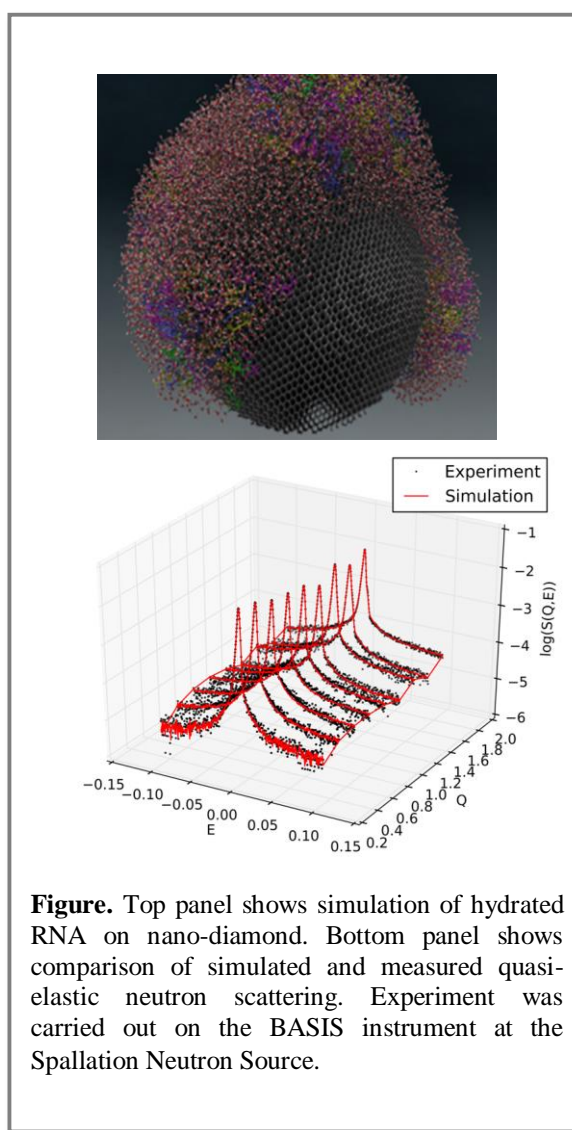 Experiment
Simulation
−1
−2
−3
−4
−5
−6
log(S(Q,E))
2.0
1.8
1.6
1.4
1.2
1.0
0.8
0.6
0.4
0.2
Q
−0.15
−0.10
−0.05
0.00
0.05
0.10
0.15
E
Figure. Top panel shows simulation of hydrated
RNA on nano-diamond. Bottom panel shows
comparison of simulated and measured quasi-
elastic neutron scattering. Experiment was
carried out on the BASIS instrument at the
Spallation Neutron Source.